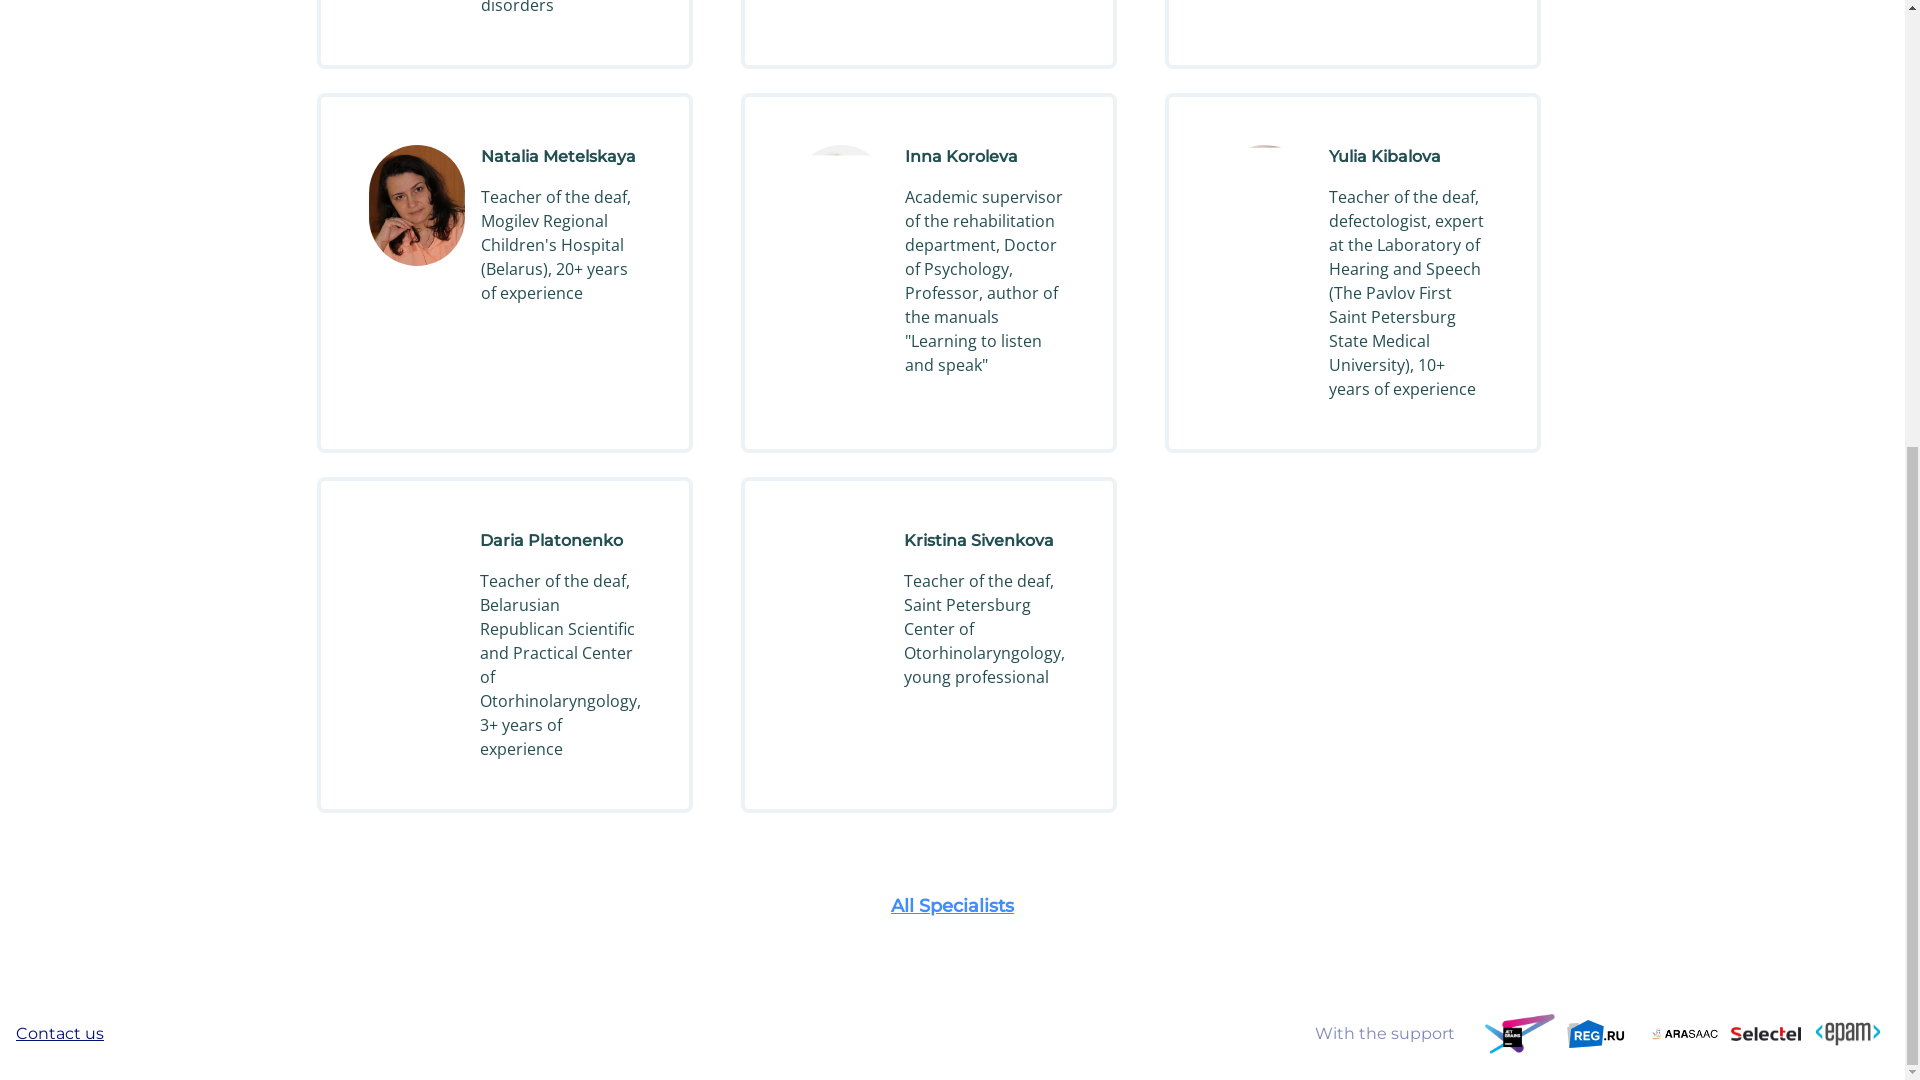 disorders
Natalia Metelskaya
Teacher of the deaf,
Mogilev Regional
Children's Hospital
(Belarus), 20+ years
of experience
Inna Koroleva
Academic supervisor
of the rehabilitation
department, Doctor
of Psychology,
Professor, author of
the manuals
"Learning to listen
and speak"
Yulia Kibalova
Teacher of the deaf,
defectologist, expert
at the Laboratory of
Hearing and Speech
(The Pavlov First
Saint Petersburg
State Medical
University), 10+
years of experience
Daria Platonenko
Teacher of the deaf,
Belarusian
Republican Scientific
and Practical Center
of
Otorhinolaryngology,
3+ years of
experience
Kristina Sivenkova
Teacher of the deaf,
Saint Petersburg
Center of
Otorhinolaryngology,
young professional
All Specialists
Contact us
With the support
JET
BRAINS
REG.RU
ARASAAC
Selectel
<epam>